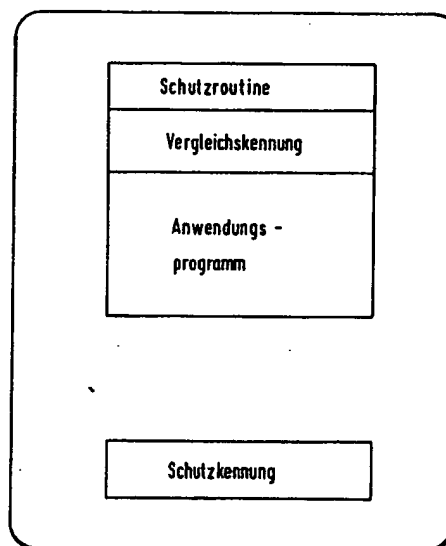 Schutzroutine
Vergleichskennung
Anwendungs -
programm
Schutzkennung